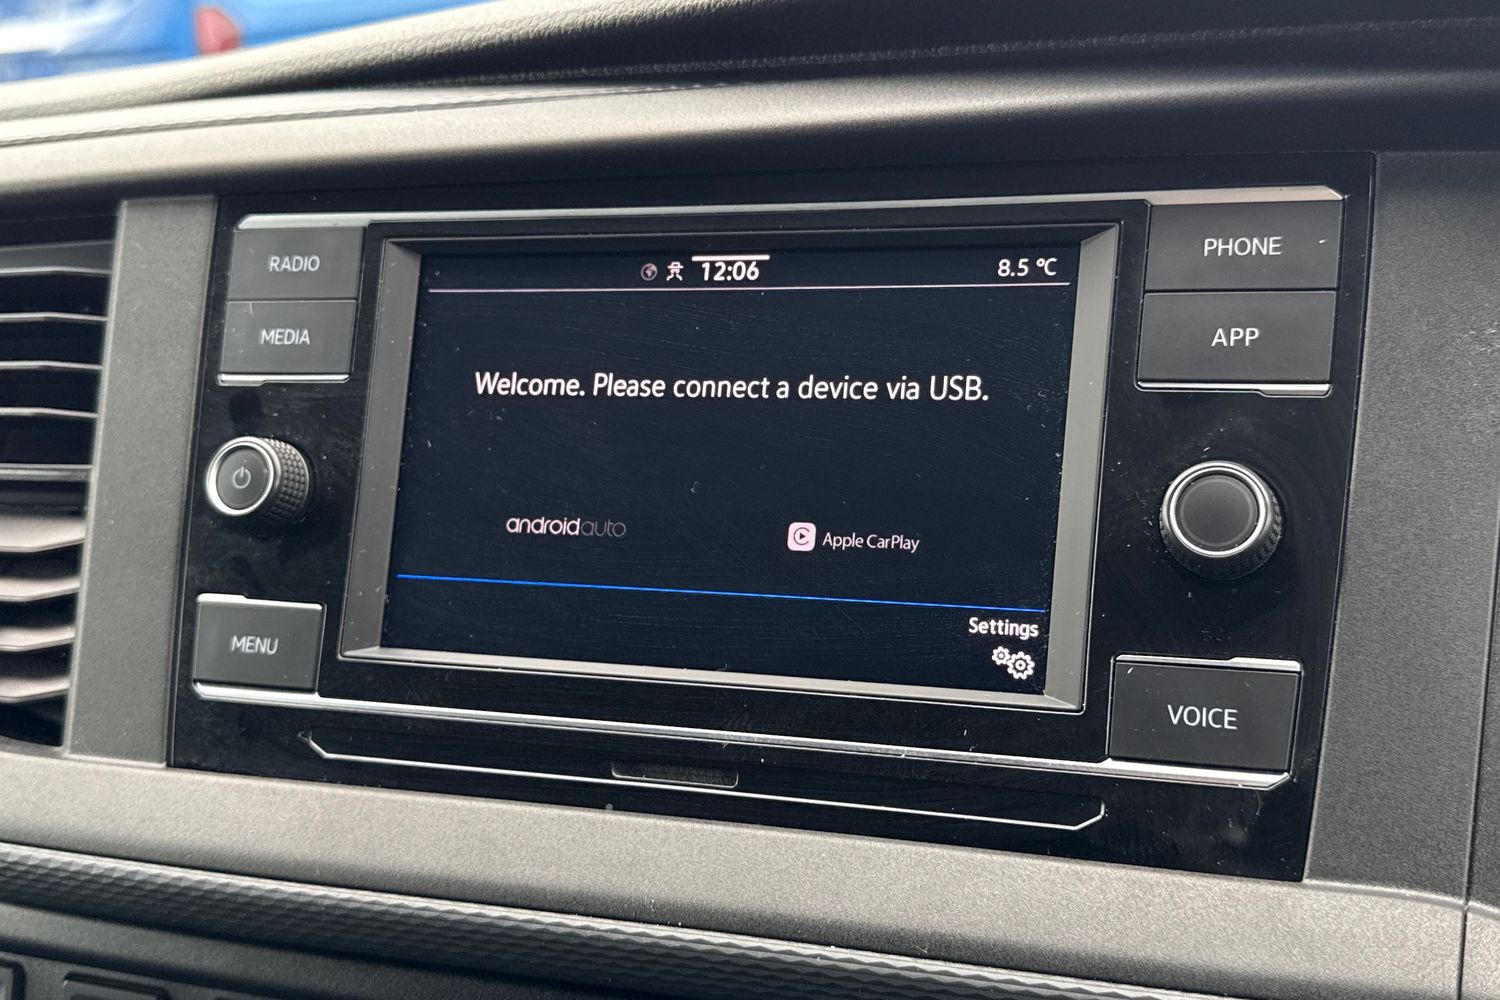 RADIO
MEDIA
MENU
12:06
8.5 °C
Welcome. Please connect a device via USB.
androidauto
Apple CarPlay
Settings
PHONE
APP
VOICE